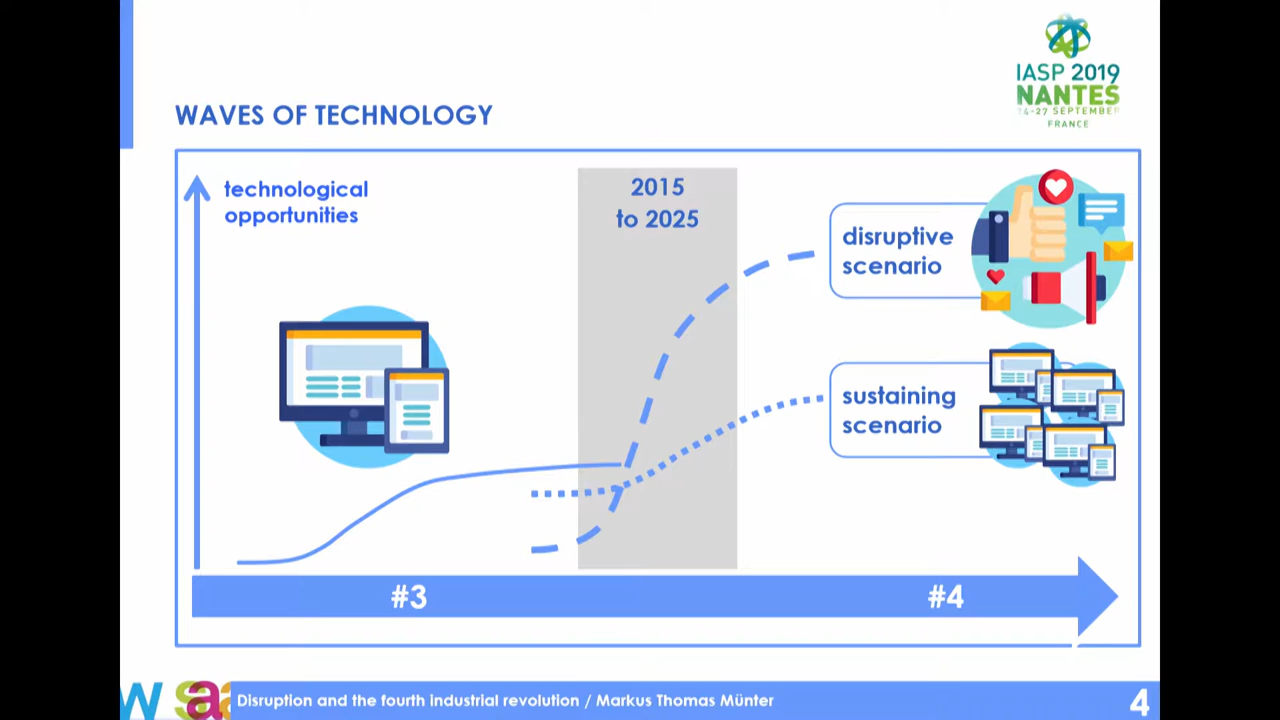 IASP 2019
NANTES
24-27 SEPTEMBER
FRANCE
WAVES OF TECHNOLOGY
technological
opportunities
2015
to 2025
disruptive
scenario
sustaining
scenario
#3
#4
Disruption and the fourth industrial revolution / Markus Thomas Münter
4